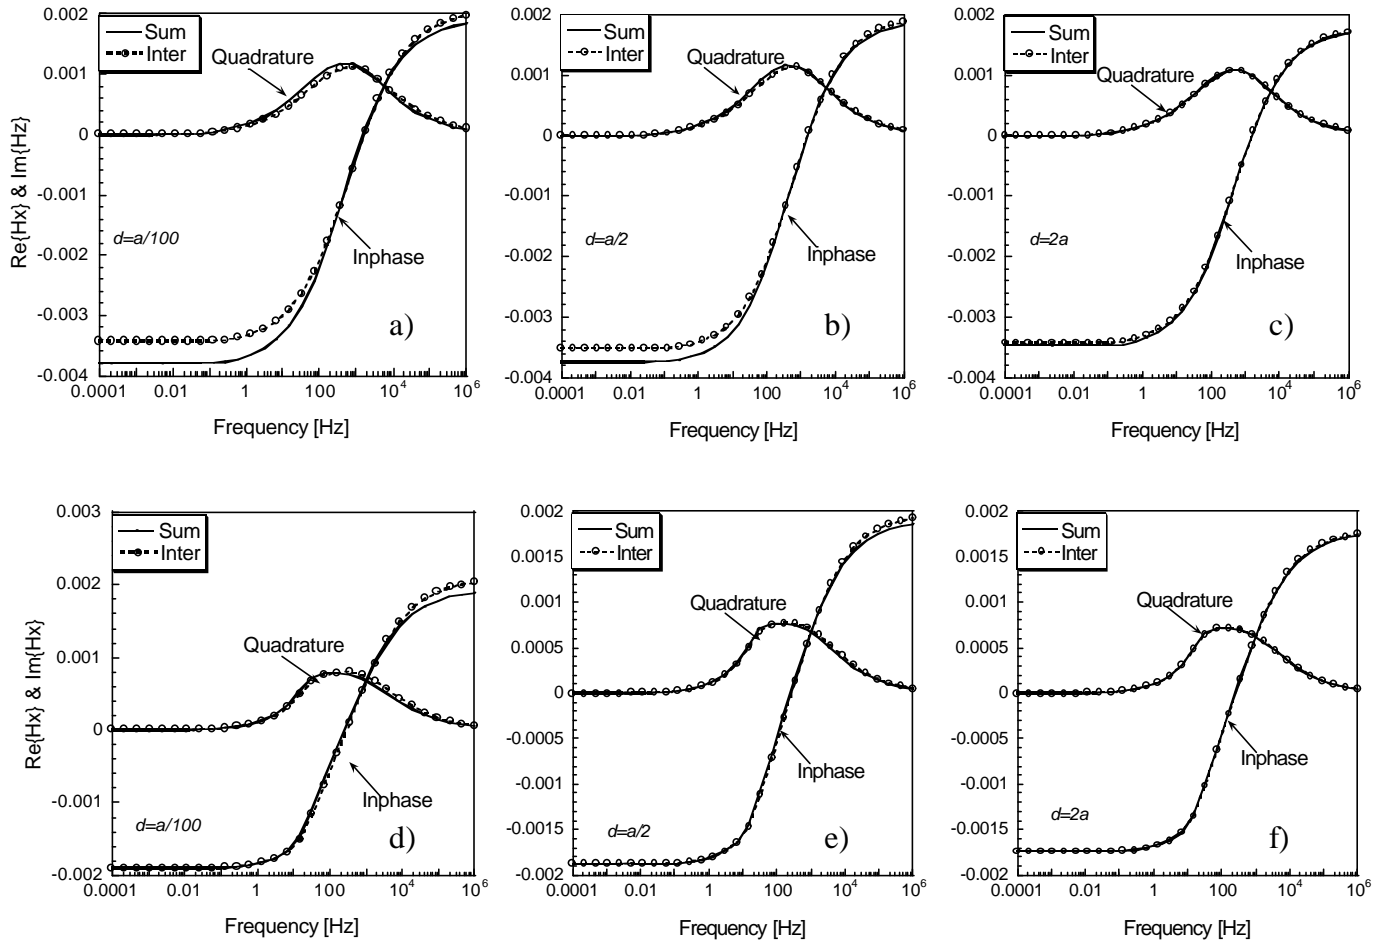 Re{Hz} & Im{Hz}
0.002
0.001
0
-0.001
-0.002
-0.003
-0.004
Sum
Inter
Quadrature
Inphase
d=a/100
a)
0.0001
0.01
1
100
10^4
10^6
Frequency [Hz]
0.002
0.001
0
-0.001
-0.002
-0.003
-0.004
Sum
Inter
Quadrature
Inphase
d=a/2
b)
0.0001
0.01
1
100
10^4
10^6
Frequency [Hz]
0.002
0.001
0
-0.001
-0.002
-0.003
-0.004
Sum
Inter
Quadrature
Inphase
d=2a
c)
0.0001
0.01
1
100
10^4
10^6
Frequency [Hz]
Re{Hx} & Im{Hx}
0.003
0.002
0.001
0
-0.001
-0.002
Sum
Inter
Quadrature
Inphase
d=a/100
d)
0.0001
0.01
1
100
10^4
10^6
Frequency [Hz]
0.002
0.0015
0.001
0.0005
0
-0.0005
-0.001
-0.0015
-0.002
Sum
Inter
Quadrature
Inphase
d=a/2
e)
0.0001
0.01
1
100
10^4
10^6
Frequency [Hz]
0.002
0.0015
0.001
0.0005
0
-0.0005
-0.001
-0.0015
-0.002
Sum
Inter
Quadrature
Inphase
d=2a
f)
0.0001
0.01
1
100
10^4
10^6
Frequency [Hz]